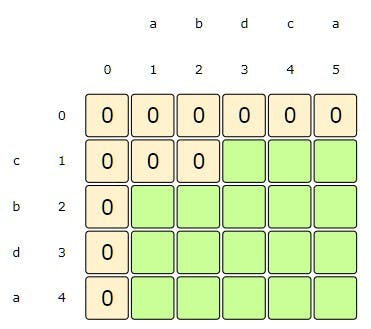 a b d c a
0 1 2 3 4 5
0 0 0 0 0 0 0
c 1 0 0 0
b 2 0
d 3 0
a 4 0